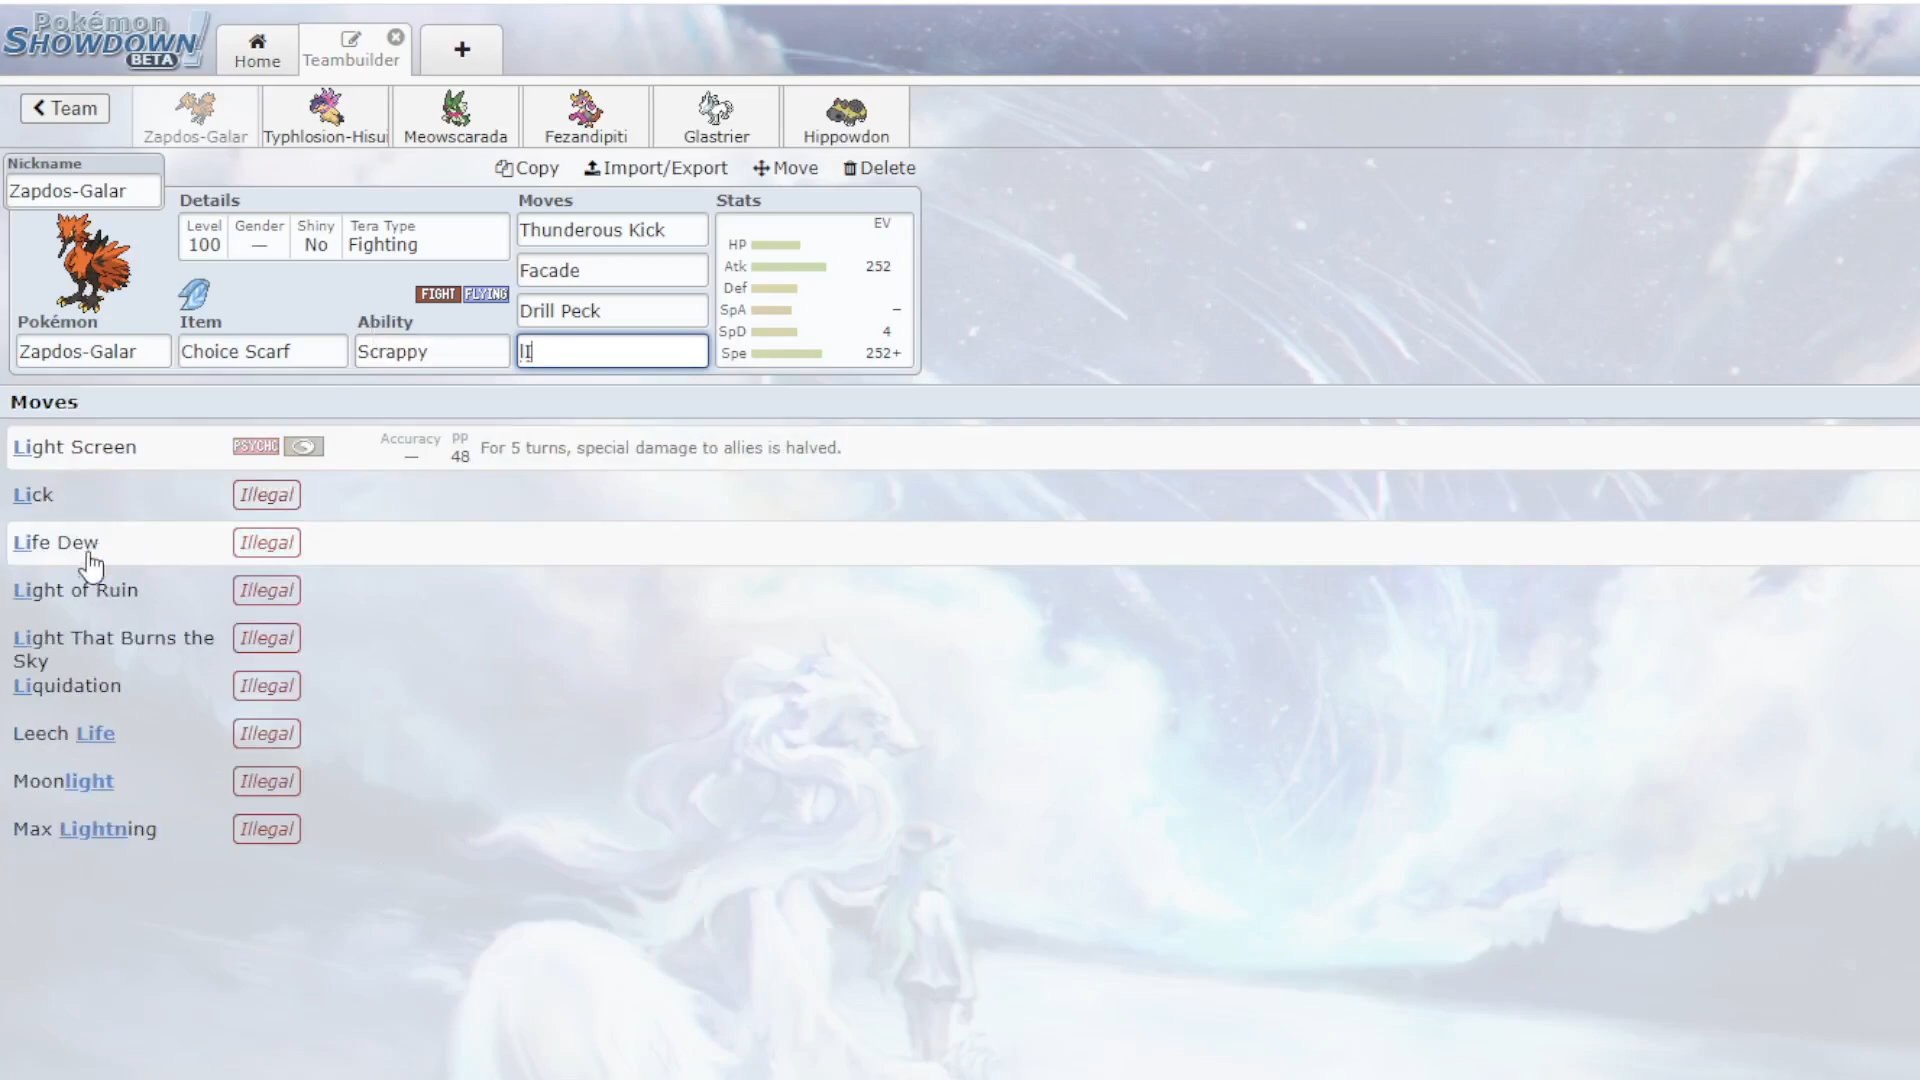 Pokémon
SHOWDOWN!
BETA
Home
Teambuilder
+
Team
Zapdos-Galar
Typhlosion-Hisui
Meowscarada
Fezandipiti
Glastrier
Hippowdon
Nickname
Zapdos-Galar
Copy
Import/Export
Move
Delete
Details
Level
100
Gender
—
Shiny
No
Tera Type
Fighting
FIGHT FLYING
Pokémon
Zapdos-Galar
Item
Choice Scarf
Ability
Scrappy
Moves
Thunderous Kick
Facade
Drill Peck
Stats
EV
HP
Atk 252
Def
SpA –
SpD 4
Spe 252+
Moves
Light Screen PSYCHC Accuracy — PP 48 For 5 turns, special damage to allies is halved.
Lick Illegal
Life Dew Illegal
Light of Ruin Illegal
Light That Burns the
Sky Illegal
Liquidation Illegal
Leech Life Illegal
Moonlight Illegal
Max Lightning Illegal